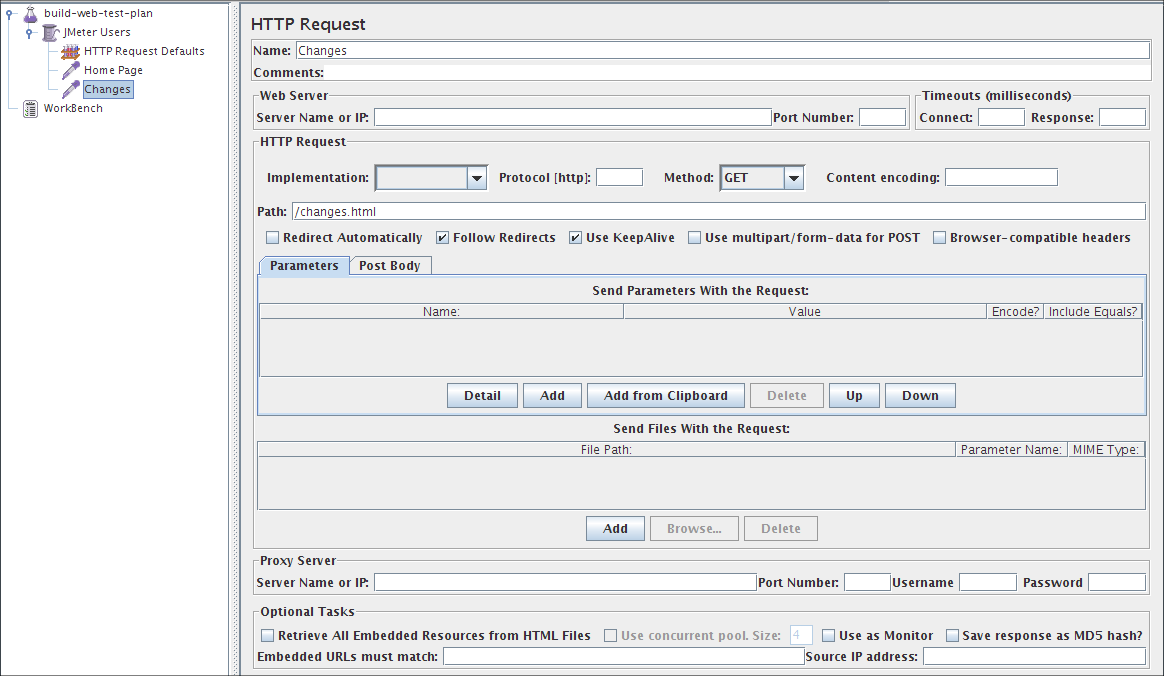 build-web-test-plan
JMeter Users
HTTP Request Defaults
Home Page
Changes
WorkBench
HTTP Request
Name: Changes
Comments:
Web Server
Server Name or IP: Port Number:
Timeouts (milliseconds)
Connect: Response:
HTTP Request
Implementation: Protocol [http]: Method: GET Content encoding:
Path: /changes.html
Redirect Automatically Follow Redirects Use KeepAlive Use multipart/form-data for POST Browser-compatible headers
Parameters Post Body
Send Parameters With the Request:
Name: Value Encode? Include Equals?
Detail Add Add from Clipboard Delete Up Down
Send Files With the Request:
File Path: Parameter Name: MIME Type:
Add Browse... Delete
Proxy Server
Server Name or IP: Port Number: Username Password
Optional Tasks
Retrieve All Embedded Resources from HTML Files Use concurrent pool. Size: 4 Use as Monitor Save response as MD5 hash?
Embedded URLs must match: Source IP address: